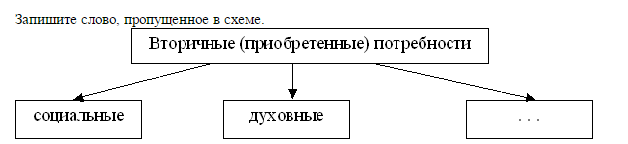 Запишите слово, пропущенное в схеме.
Вторичные (приобретенные) потребности
социальные
духовные
. . .